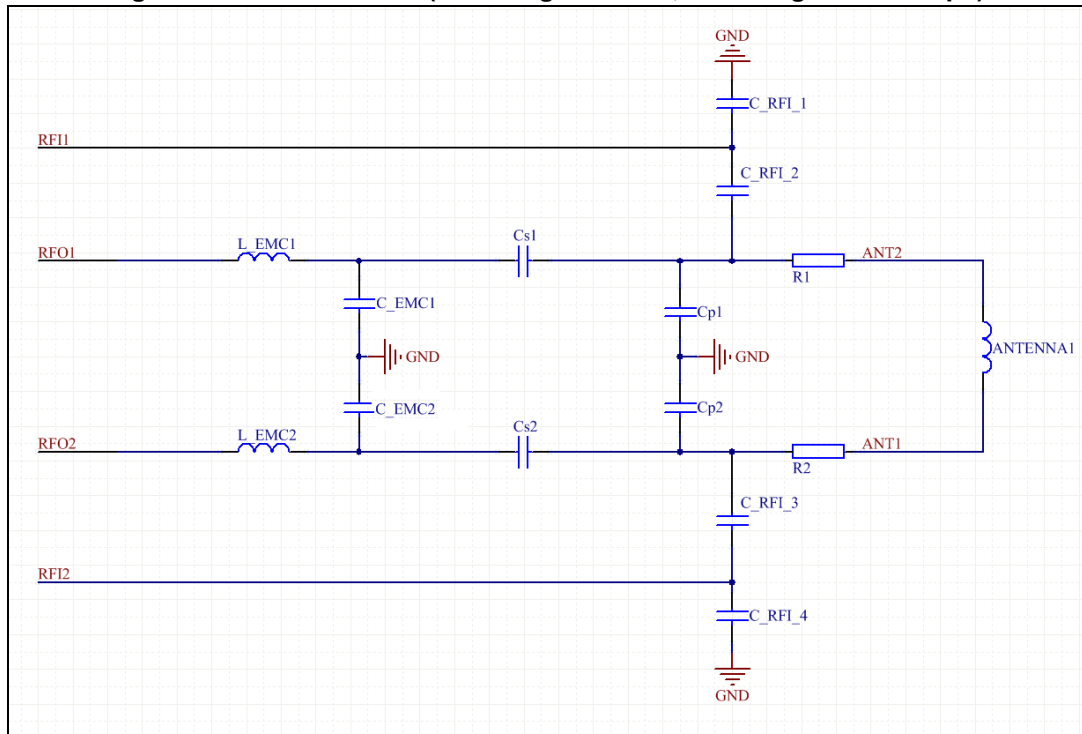 GND
C_RFI_1
RFI1
C_RFI_2
RFO1
L_EMC1
Cs1
R1
ANT2
C_EMC1
Cp1
GND
GND
ANTENNA1
C_EMC2
Cp2
RFO2
L_EMC2
Cs2
R2
ANT1
C_RFI_3
RFI2
C_RFI_4
GND